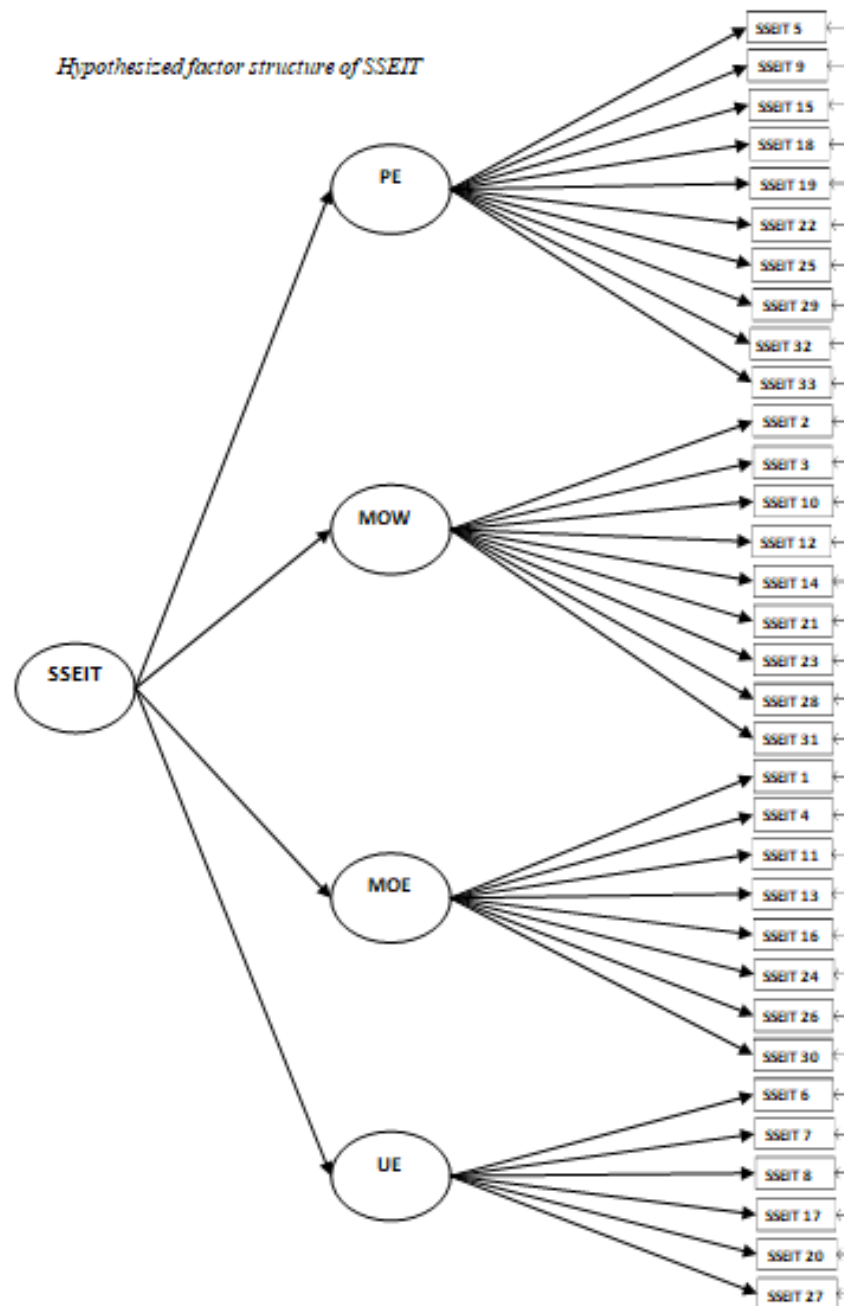 Hypothesized factor structure of SSEIT
SSEIT
PE
SSEIT 5
SSEIT 9
SSEIT 15
SSEIT 18
SSEIT 19
SSEIT 22
SSEIT 25
SSEIT 29
SSEIT 32
SSEIT 33
MOW
SSEIT 2
SSEIT 3
SSEIT 10
SSEIT 12
SSEIT 14
SSEIT 21
SSEIT 23
SSEIT 28
SSEIT 31
MOE
SSEIT 1
SSEIT 4
SSEIT 11
SSEIT 13
SSEIT 16
SSEIT 24
SSEIT 26
SSEIT 30
UE
SSEIT 6
SSEIT 7
SSEIT 8
SSEIT 17
SSEIT 20
SSEIT 27